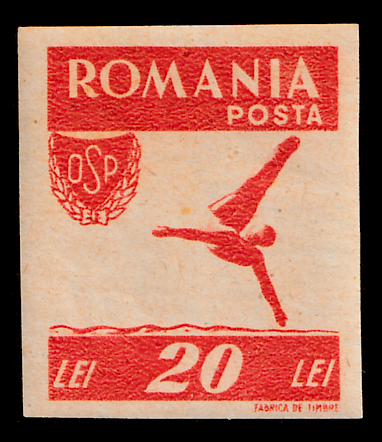 ROMANIA
POSTA
OSP
LEI 20 LEI
FABRICA DE TIMBRE